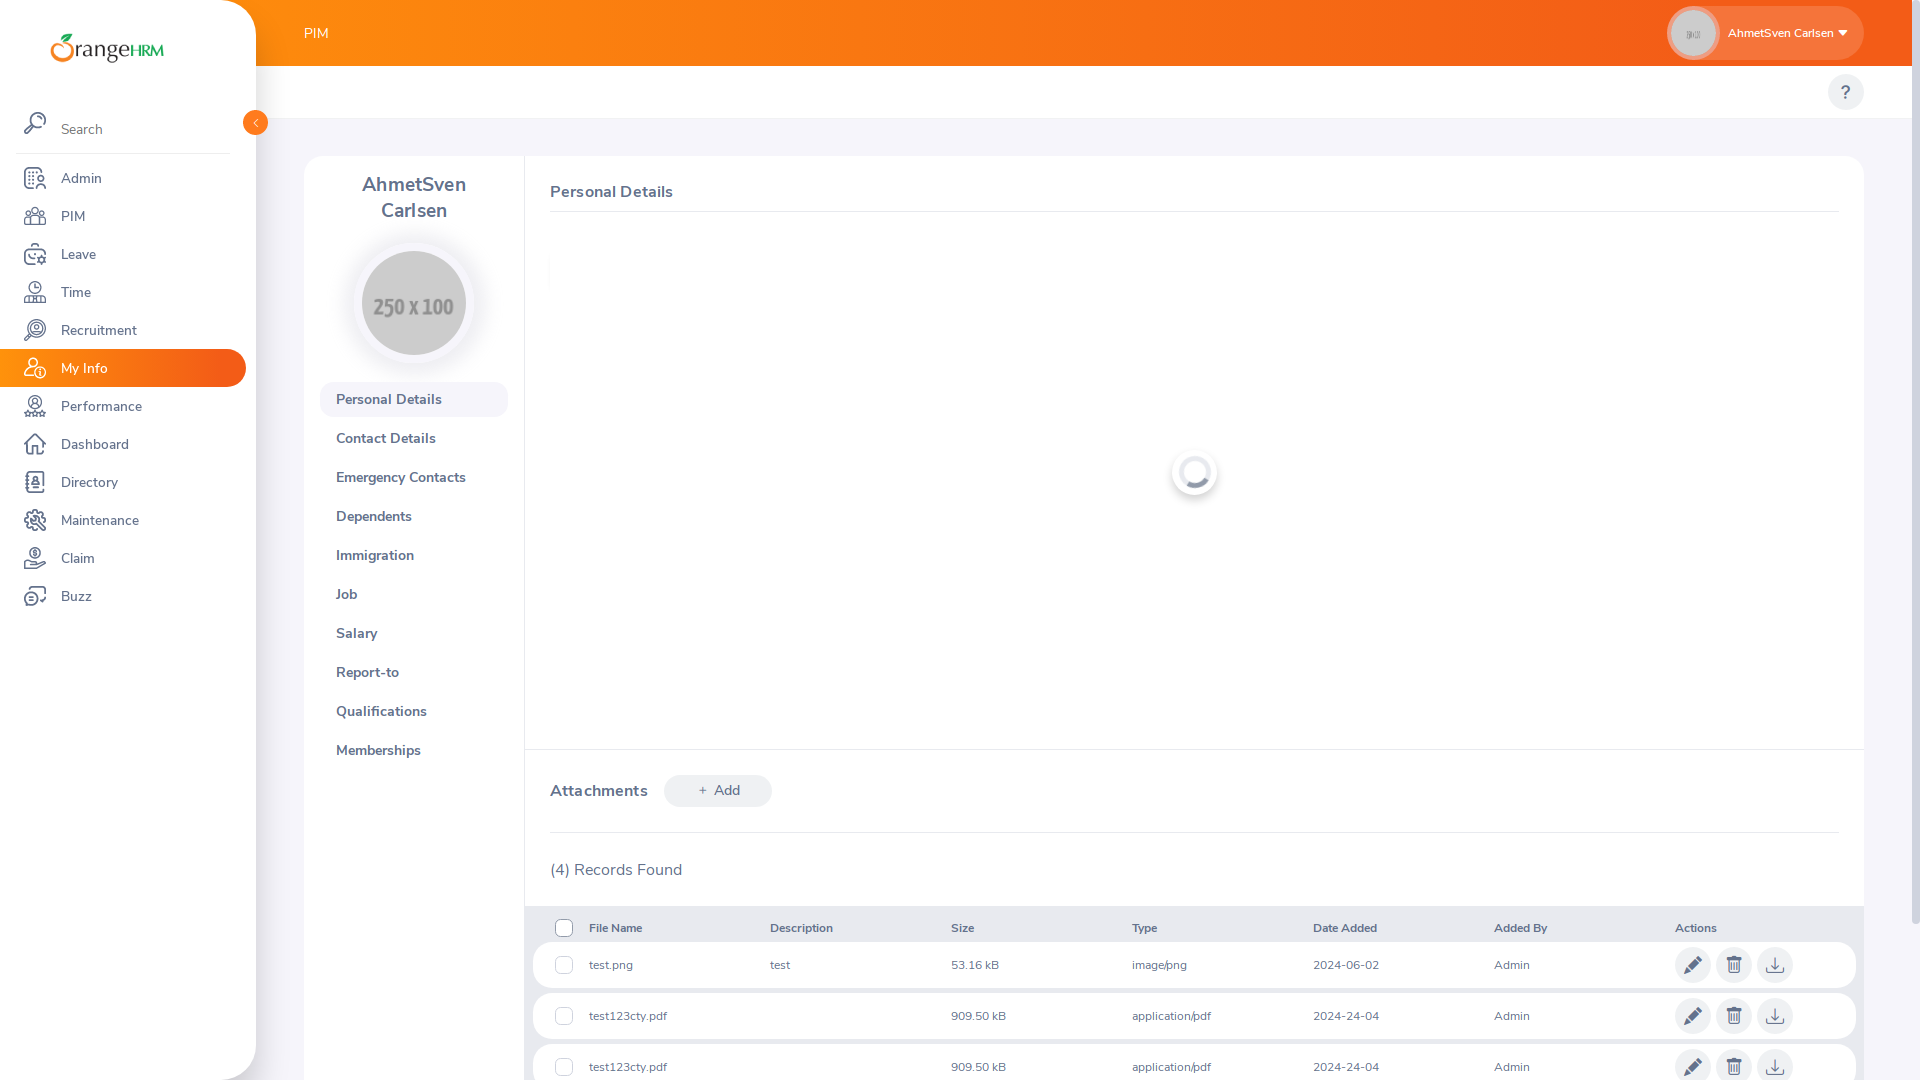 OrangeHRM
PIM
AhmetSven Carlsen
?
Search
Admin
PIM
Leave
Time
Recruitment
My Info
Performance
Dashboard
Directory
Maintenance
Claim
Buzz
AhmetSven
Carlsen
250 x 100
Personal Details
Contact Details
Emergency Contacts
Dependents
Immigration
Job
Salary
Report-to
Qualifications
Memberships
Personal Details
Attachments + Add
(4) Records Found
File Name Description Size Type Date Added Added By Actions
test.png test 53.16 kB image/png 2024-06-02 Admin
test123cty.pdf 909.50 kB application/pdf 2024-24-04 Admin
test123cty.pdf 909.50 kB application/pdf 2024-24-04 Admin